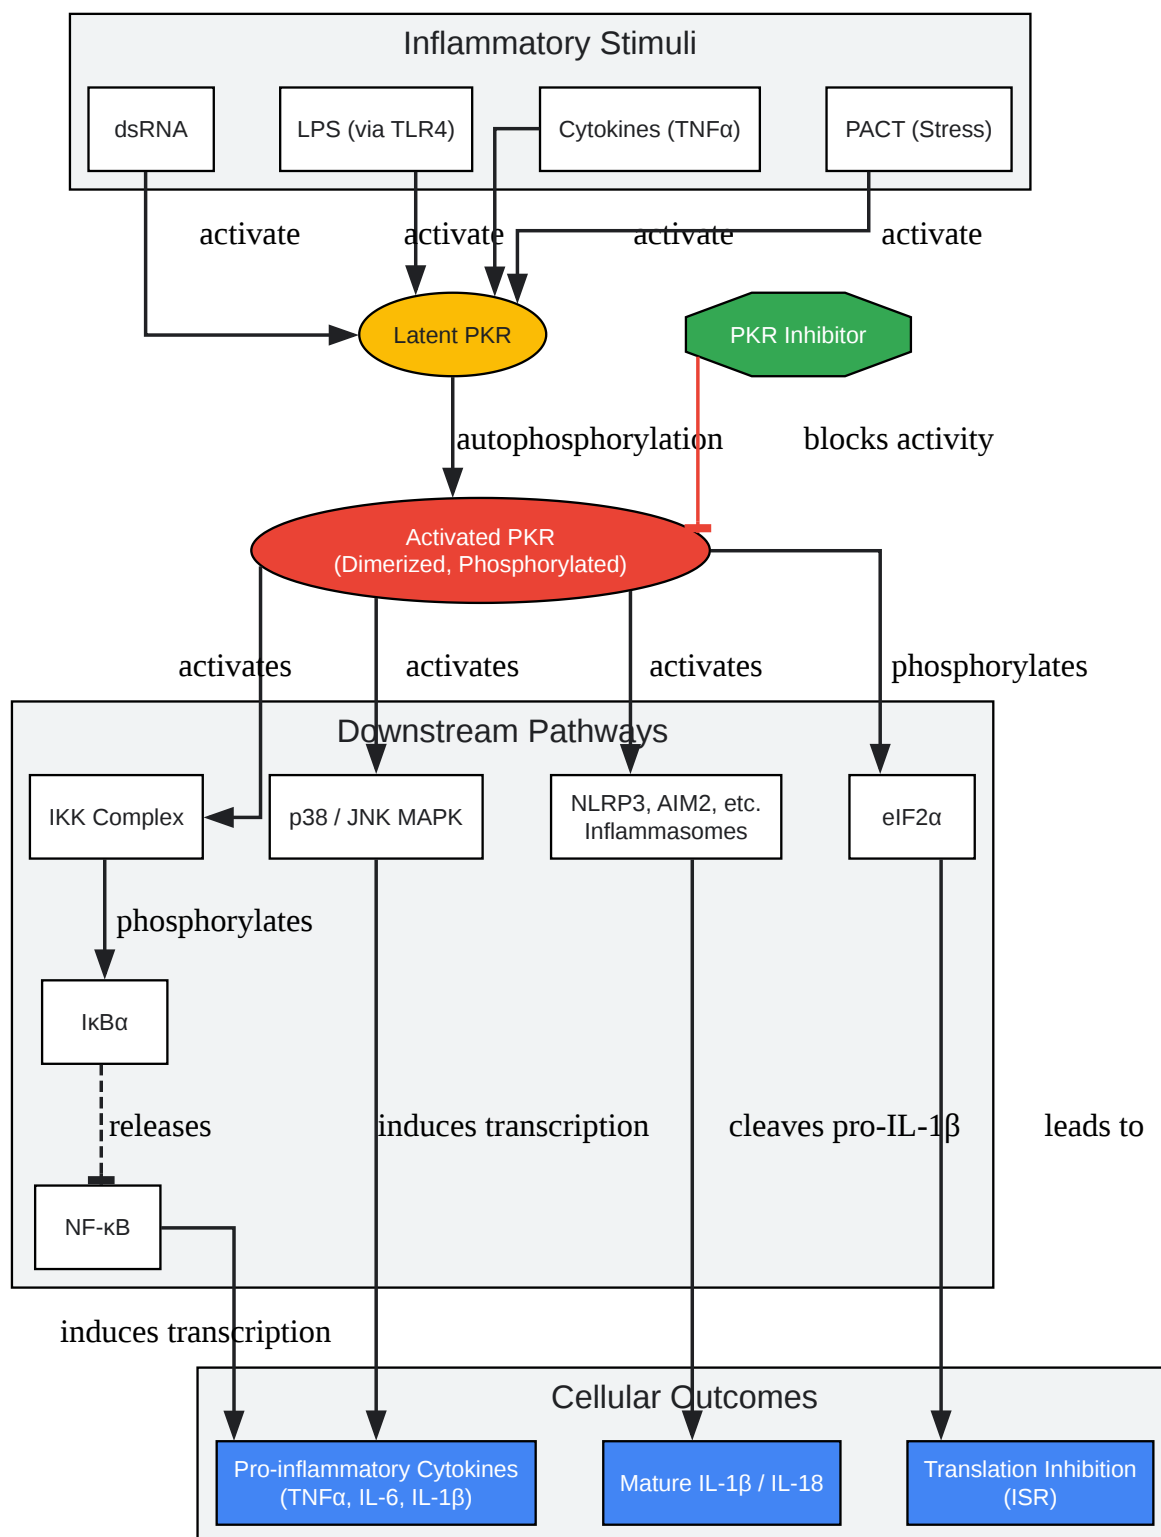 Inflammatory Stimuli
dsRNA
LPS (via TLR4)
Cytokines (TNFα)
PACT (Stress)
activate
activate
activate
activate
Latent PKR
PKR Inhibitor
autophosphorylation
blocks activity
Activated PKR
(Dimerized, Phosphorylated)
activates
activates
activates
phosphorylates
Downstream Pathways
IKK Complex
p38 / JNK MAPK
NLRP3, AIM2, etc.
Inflammasomes
eIF2α
phosphorylates
IκBα
releases
induces transcription
cleaves pro-IL-1β
leads to
NF-κB
induces transcription
Cellular Outcomes
Pro-inflammatory Cytokines
(TNFα, IL-6, IL-1β)
Mature IL-1β / IL-18
Translation Inhibition
(ISR)